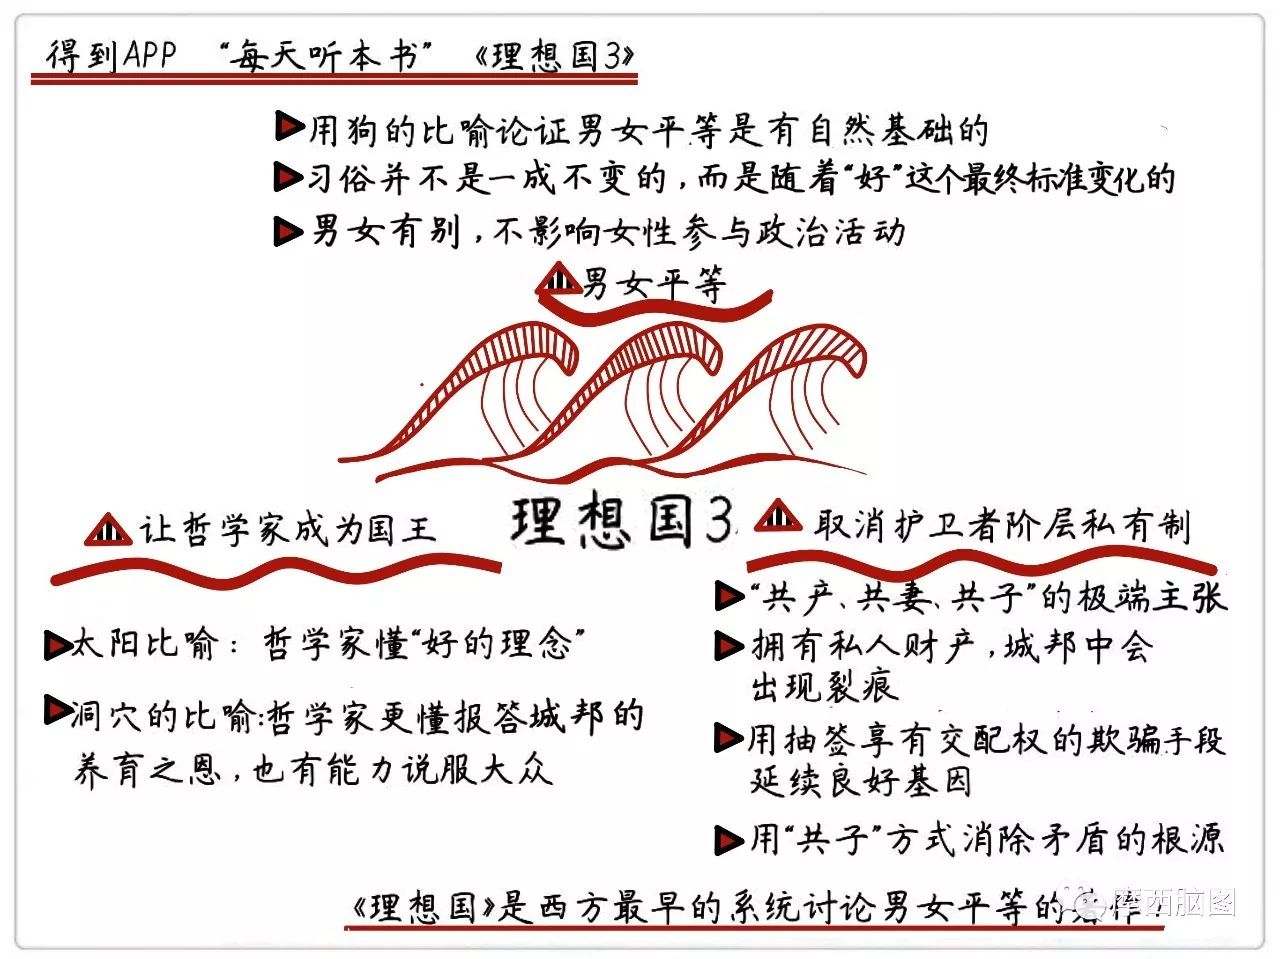 得到APP “每天听本书” 《理想国3》
用狗的比喻论证男女平等是有自然基础的
习俗并不是一成不变的，而是随着“好”这个最终标准变化的
男女有别，不影响女性参与政治活动
男女平等
理想国3
让哲学家成为国王
太阳比喻：哲学家懂“好的理念”
洞穴的比喻:哲学家更懂报答城邦的
养育之恩，也有能力说服大众
取消护卫者阶层私有制
“共产、共妻、共子”的极端主张
拥有私人财产，城邦中会
出现裂痕
用抽签享有交配权的欺骗手段
延续良好基因
用“共子”方式消除矛盾的根源
《理想国》是西方最早的系统讨论男女平等的
摩西脑图